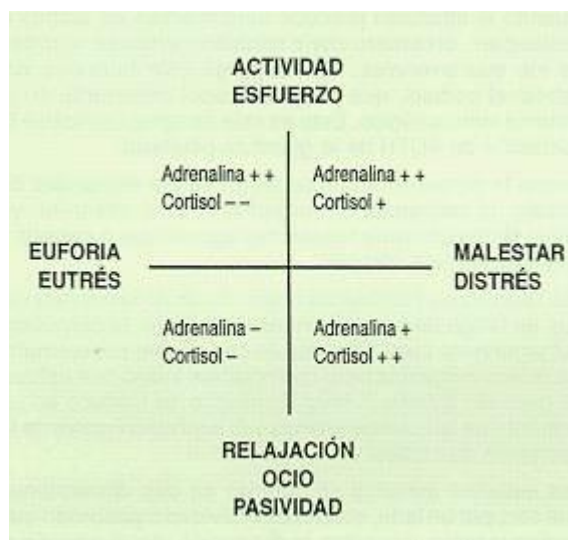 ACTIVIDAD
ESFUERZO
Adrenalina + +
Cortisol – –
Adrenalina + +
Cortisol +
EUFORIA
EUTRÉS
MALESTAR
DISTRÉS
Adrenalina –
Cortisol –
Adrenalina +
Cortisol + +
RELAJACIÓN
OCIO
PASIVIDAD